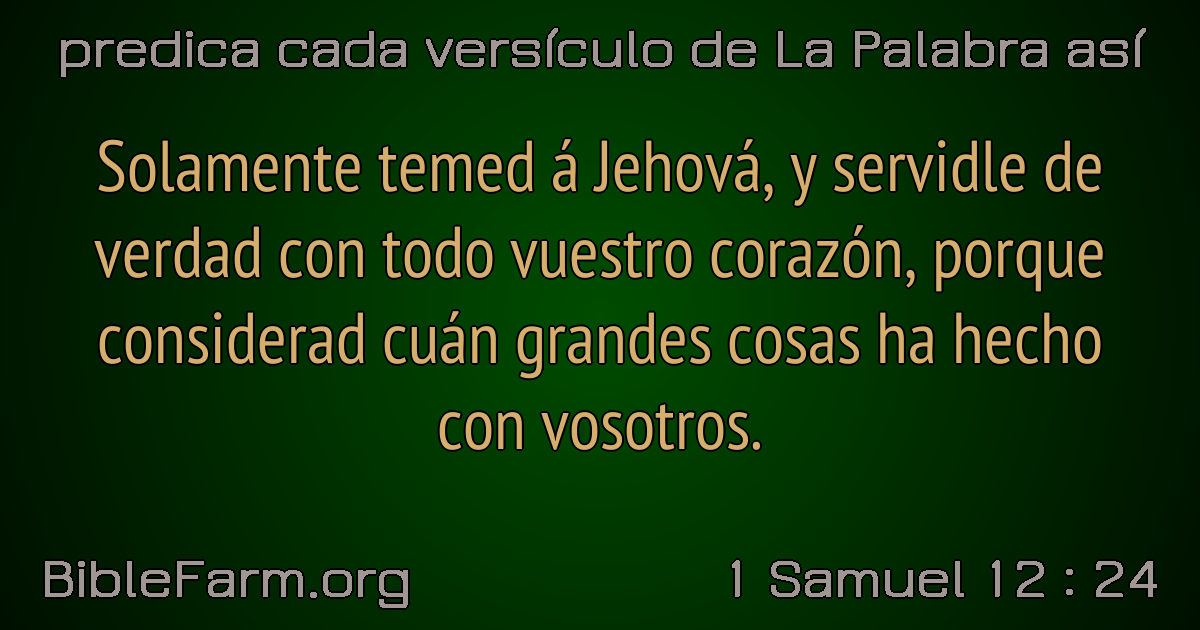 predica cada versículo de La Palabra así
Solamente temed á Jehová, y servidle de
verdad con todo vuestro corazón, porque
considerad cuán grandes cosas ha hecho
con vosotros.
BibleFarm.org
1 Samuel 12 : 24